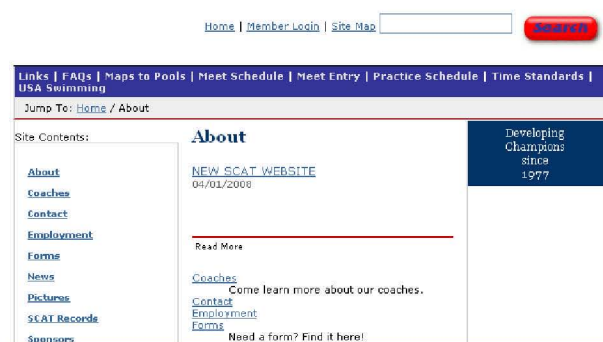 Home | Member Login | Site Map
Search
Links | FAQs | Maps to Pools | Meet Schedule | Meet Entry | Practice Schedule | Time Standards |
USA Swimming
Jump To: Home / About
Site Contents:
About
Coaches
Contact
Employment
Forms
News
Pictures
SCAT Records
Sponsors
About
NEW SCAT WEBSITE
04/01/2008
Read More
Coaches
Come learn more about our coaches.
Contact
Employment
Forms
Need a form? Find it here!
Developing
Champions
since
1977